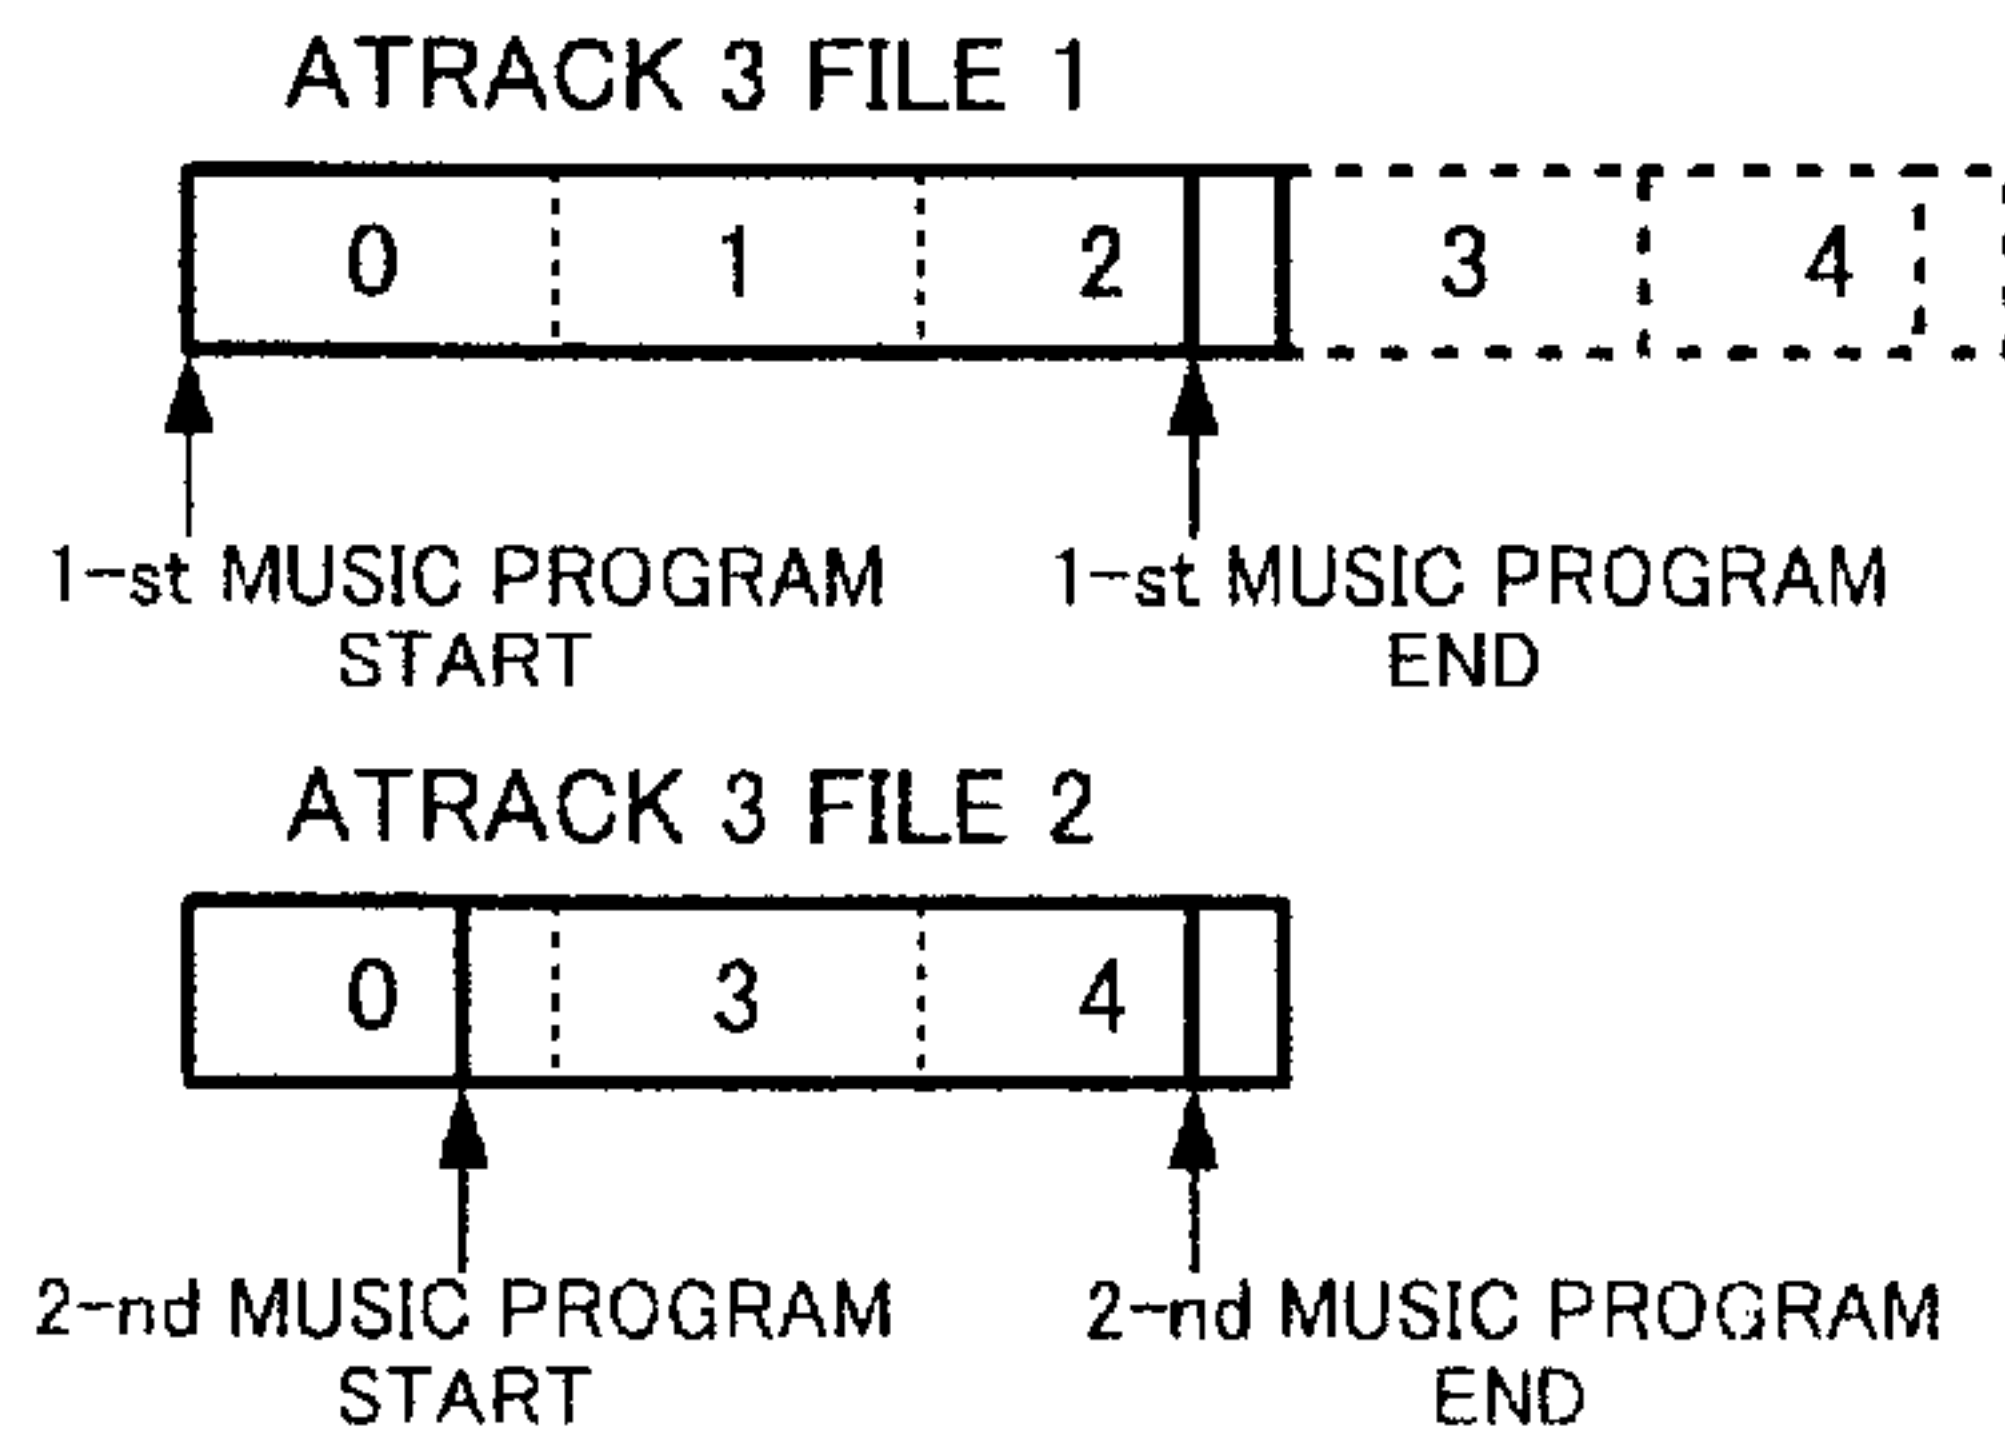 ATRACK 3 FILE 1
0 1 2 3 4
1-st MUSIC PROGRAM START
1-st MUSIC PROGRAM END
ATRACK 3 FILE 2
0 3 4
2-nd MUSIC PROGRAM START
2-nd MUSIC PROGRAM END